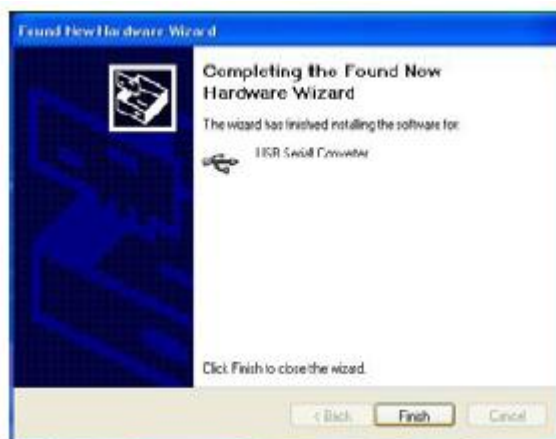 Found New Hardware Wizard
Completing the Found New
Hardware Wizard
The wizard has finished installing the software for:
USB Serial Converter
Click Finish to close the wizard.
< Back
Finish
Cancel